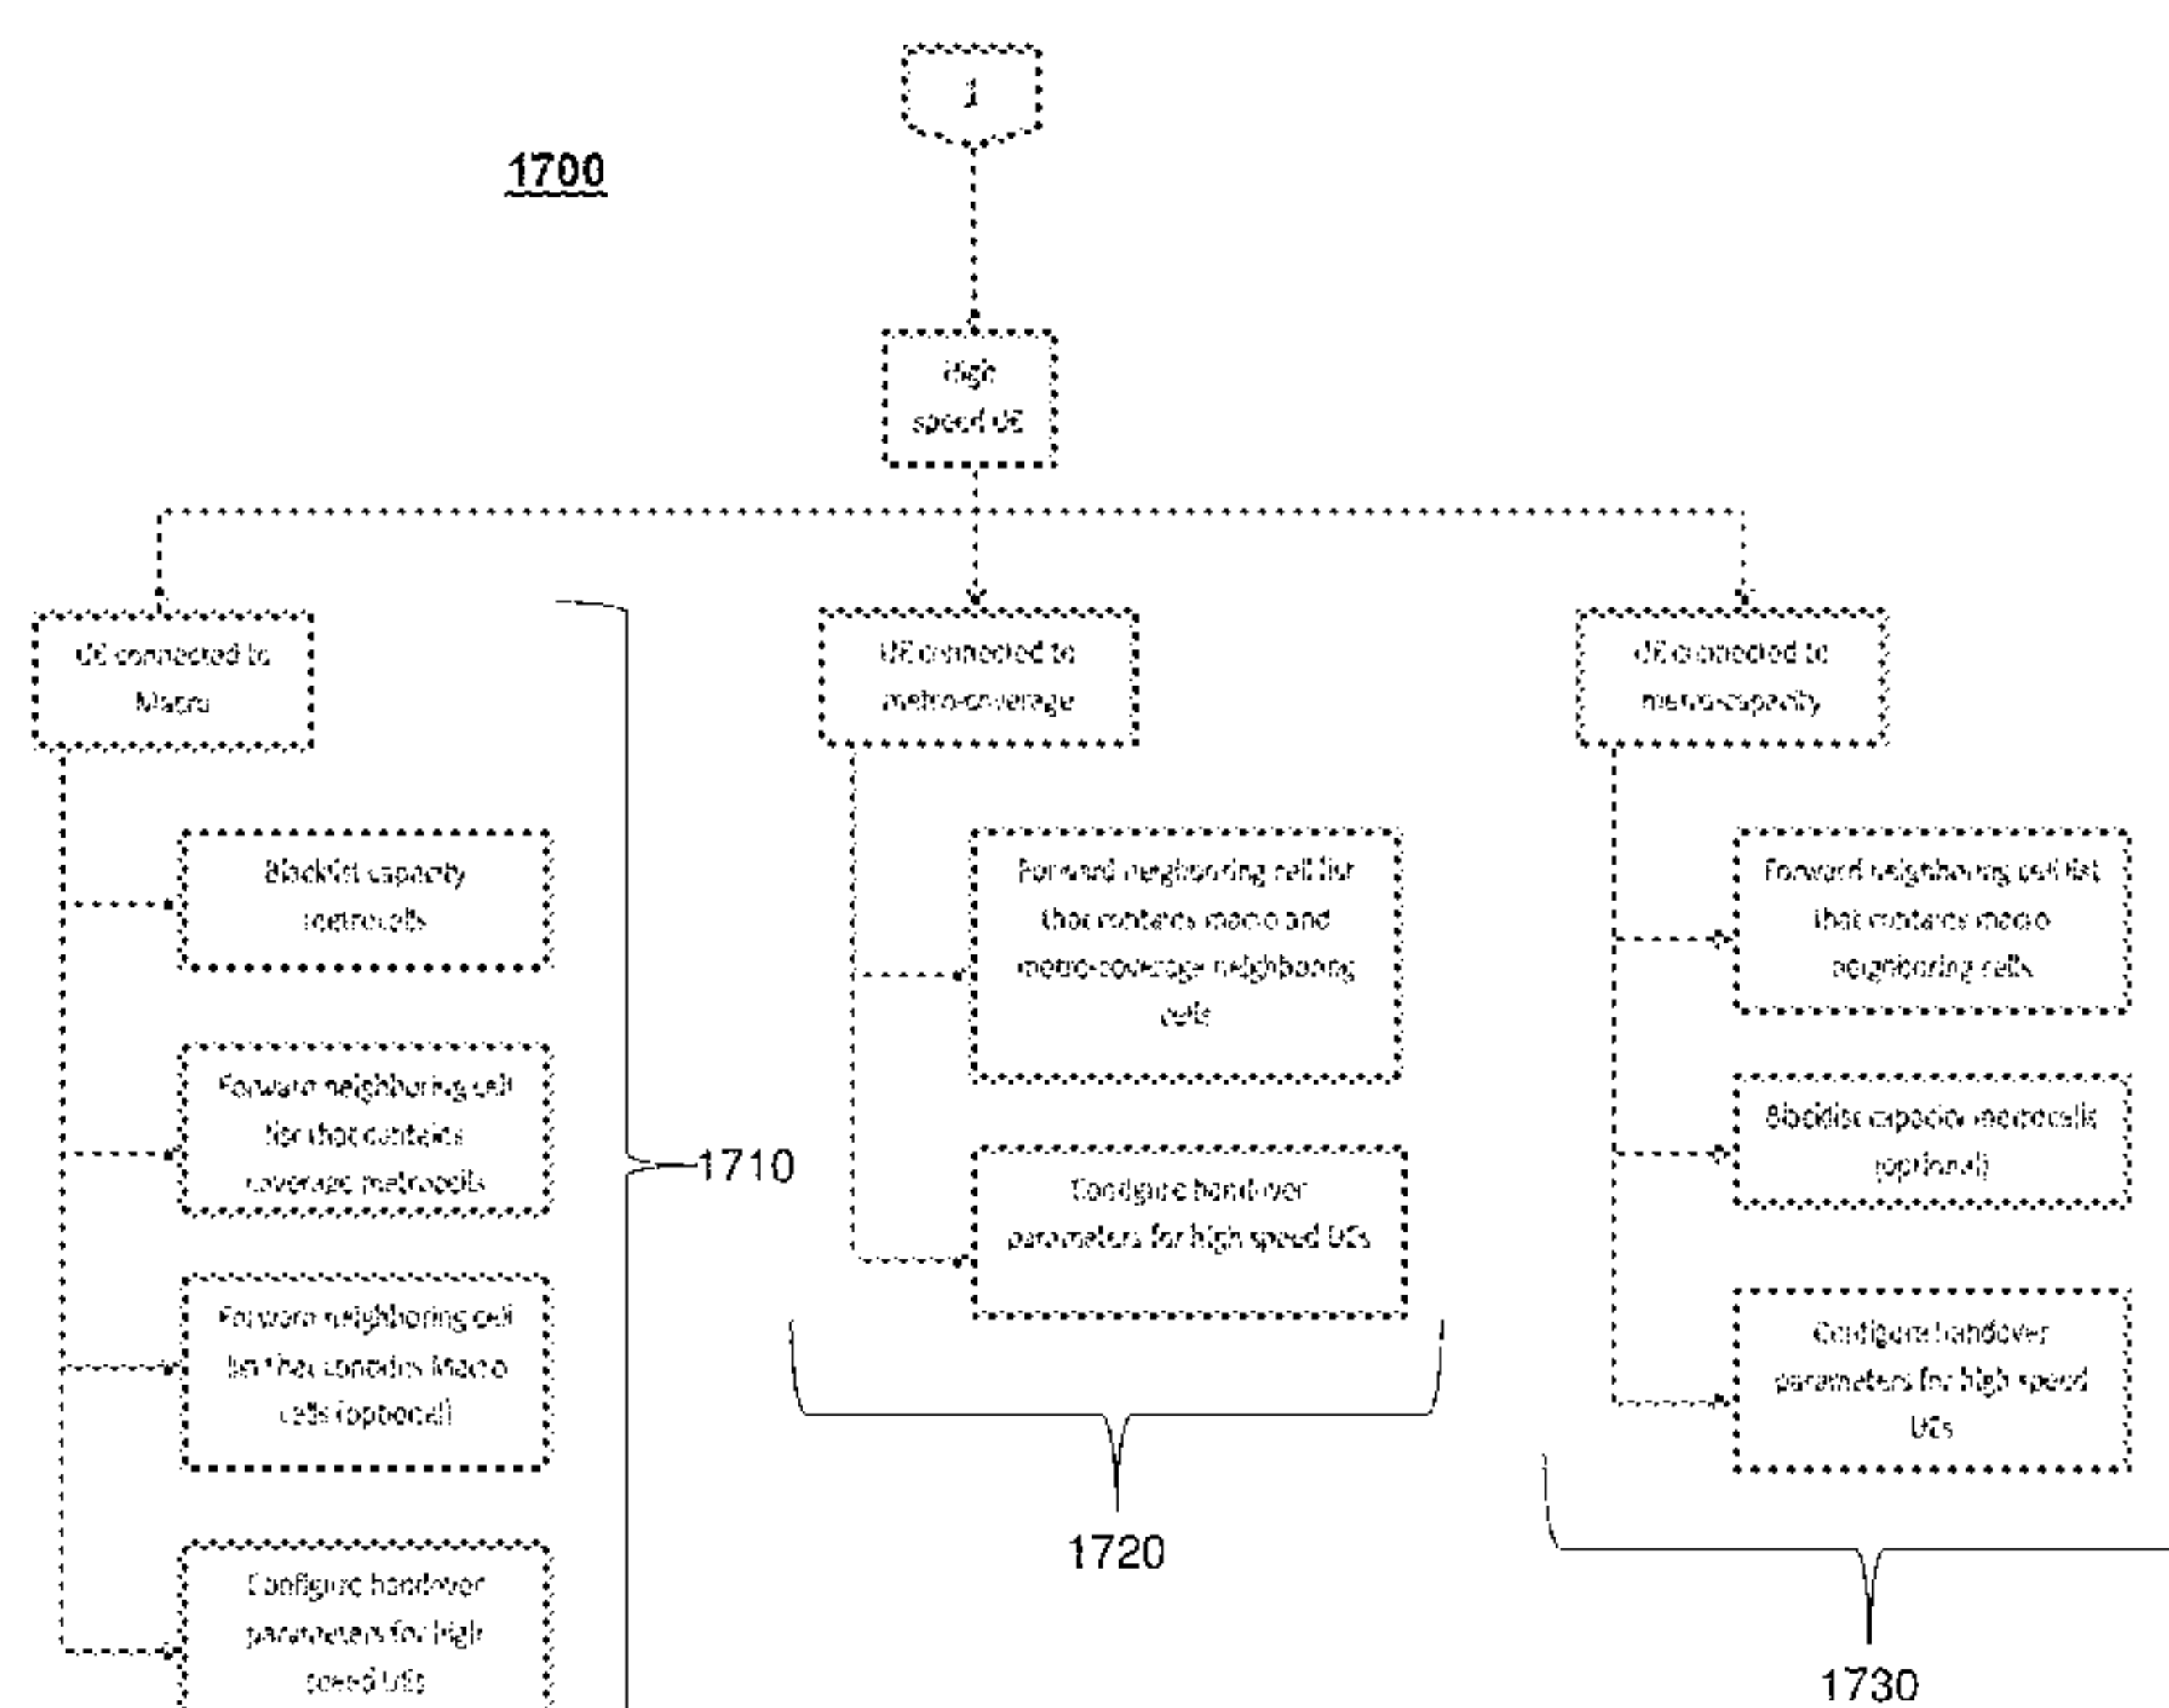 1
1700
High
speed UE
UE connected to
Macro
Blacklist capacity
metrocells
Forward neighboring cell
list that contains
coverage metrocells
Forward neighboring cell
list that contains Macro
cells (optional)
Configure handover
parameters for high
speed UEs
1710
UE connected to
metro-coverage
Forward neighboring cell list
that contains macro and
metro-coverage neighboring
cells
Configure handover
parameters for high speed UEs
1720
UE connected to
metro-capacity
Forward neighboring cell list
that contains macro
neighboring cells
Blacklist capacity metrocells
(optional)
Configure handover
parameters for high speed
UEs
1730